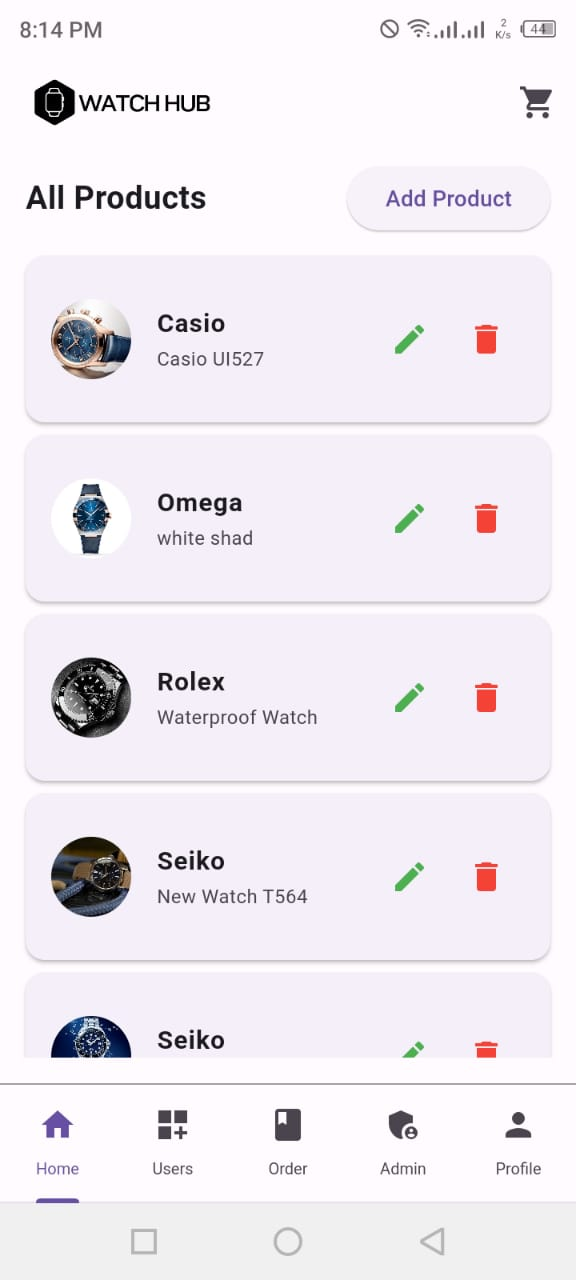 8:14 PM
2
K/s
44
WATCH HUB
All Products
Add Product
Casio
Casio UI527
Omega
white shad
Rolex
Waterproof Watch
Seiko
New Watch T564
Seiko
Home
Users
Order
Admin
Profile